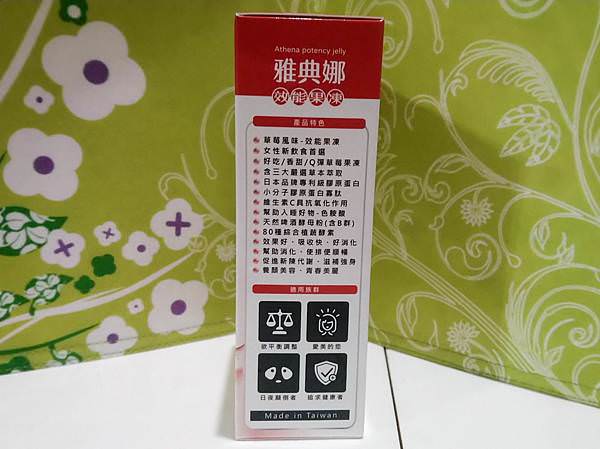 Athena potency jelly
雅典娜
效能果凍
產品特色
草莓風味-效能果凍
女性新飲食首選
好吃/香甜/Q彈草莓果凍
含三大嚴選草本萃取
日本品牌專利級膠原蛋白
小分子膠原蛋白寡肽
維生素C具抗氧化作用
幫助入睡好物-色胺酸
天然啤酒酵母粉(含B群)
80種綜合植蔬酵素
效果好、吸收快、好消化
幫助消化、使排便順暢
促進新陳代謝、滋補強身
養顏美容、青春美麗
適用族群
欲平衡調整 愛美的您
日夜顛倒者 追求健康者
Made in Taiwan